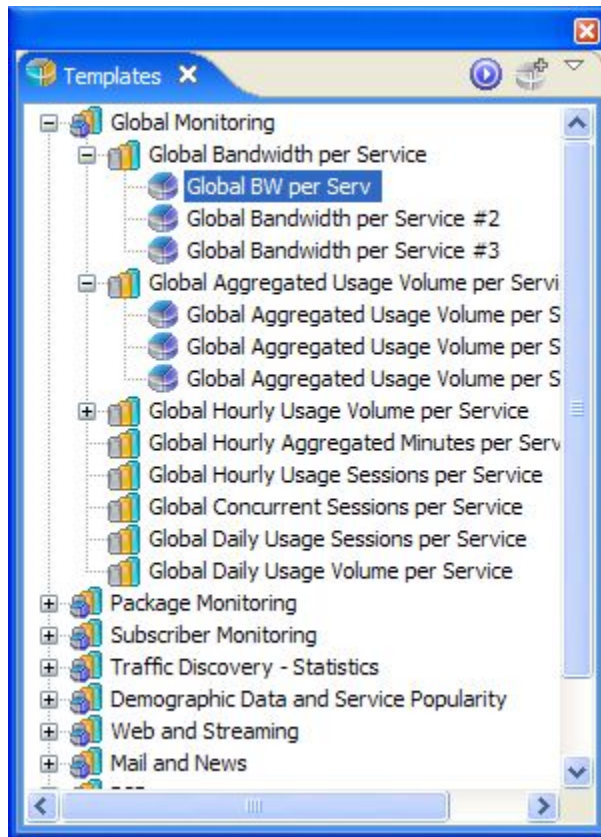 Templates
Global Monitoring
Global Bandwidth per Service
Global BW per Serv
Global Bandwidth per Service #2
Global Bandwidth per Service #3
Global Aggregated Usage Volume per Servi
Global Aggregated Usage Volume per S
Global Aggregated Usage Volume per S
Global Aggregated Usage Volume per S
Global Hourly Usage Volume per Service
Global Hourly Aggregated Minutes per Serv
Global Hourly Usage Sessions per Service
Global Concurrent Sessions per Service
Global Daily Usage Sessions per Service
Global Daily Usage Volume per Service
Package Monitoring
Subscriber Monitoring
Traffic Discovery - Statistics
Demographic Data and Service Popularity
Web and Streaming
Mail and News